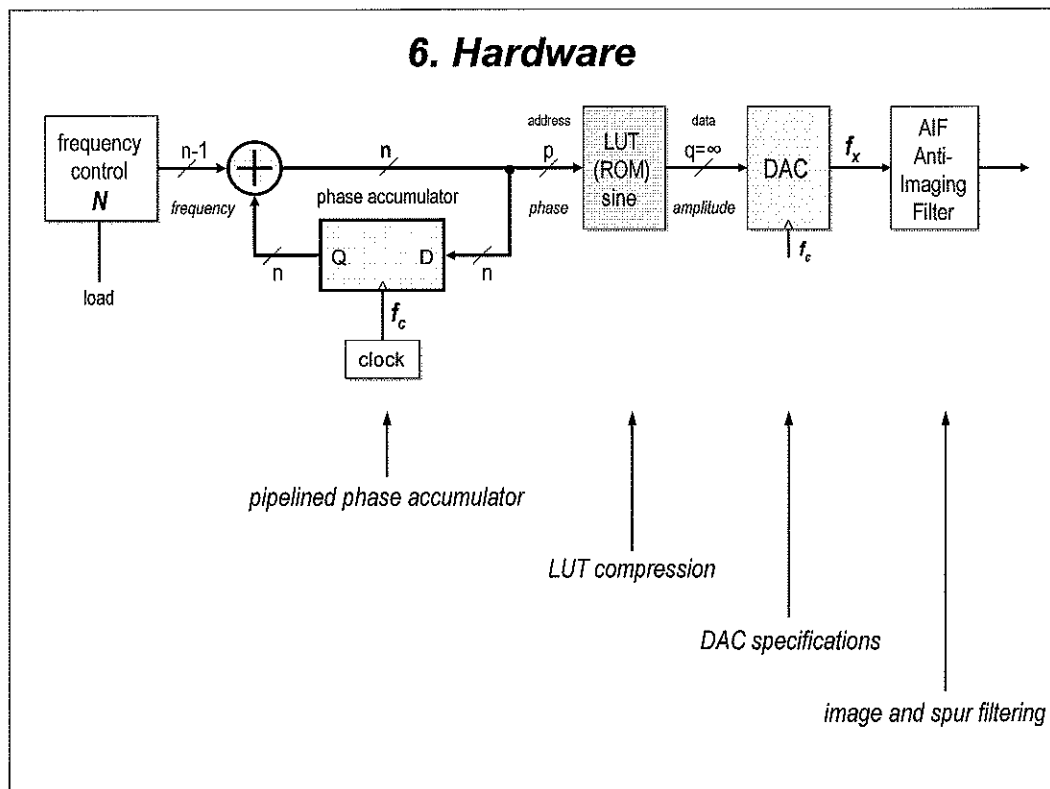 6. Hardware
frequency
control
N
load
n-1
frequency
n
phase accumulator
Q
D
n
n
f_c
clock
address
p
phase
LUT
(ROM)
sine
data
q=∞
amplitude
DAC
f_c
f_x
AIF
Anti-
Imaging
Filter
pipelined phase accumulator
LUT compression
DAC specifications
image and spur filtering